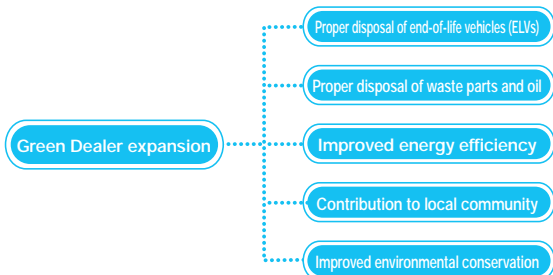 Proper disposal of end-of-life vehicles (ELVs)
Proper disposal of waste parts and oil
Green Dealer expansion
Improved energy efficiency
Contribution to local community
Improved environmental conservation